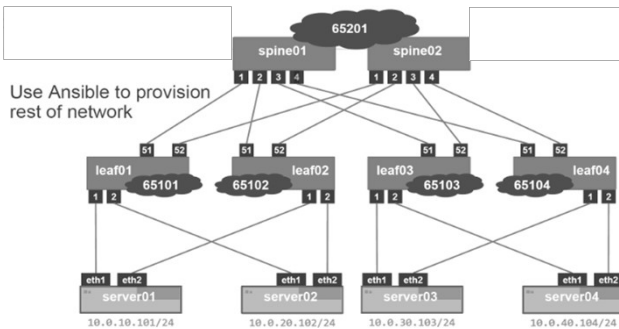 65201
spine01 spine02
1 2 3 4 1 2 3 4
Use Ansible to provision
rest of network
51 52 51 52 51 52 51 52
leaf01 leaf02 leaf03 leaf04
65101 65102 65103 65104
1 2 1 2 1 2 1 2
eth1 eth2 eth1 eth2 eth1 eth2 eth1 eth2
server01 server02 server03 server04
10.0.10.101/24 10.0.20.102/24 10.0.30.103/24 10.0.40.104/24